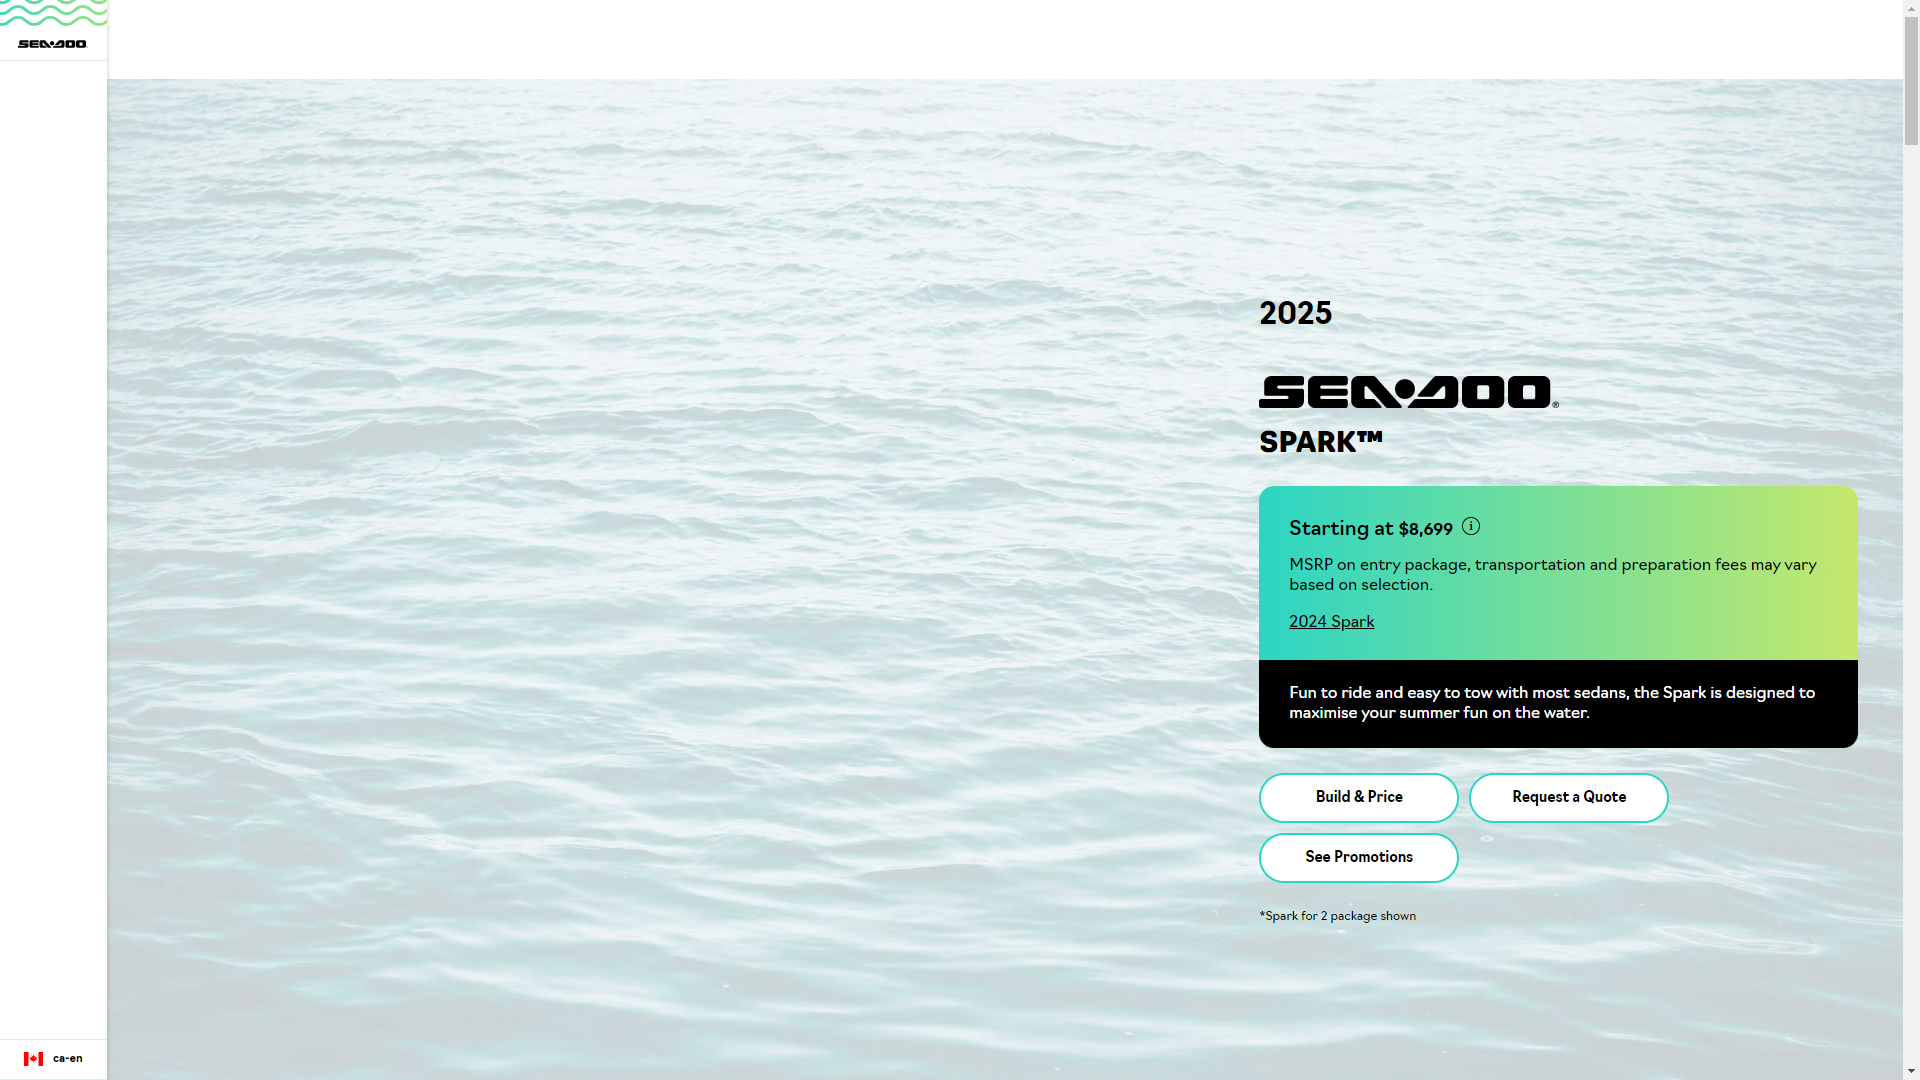 SEA-DOO
2025
SEA-DOO®
SPARK™
Starting at $8,699 i
MSRP on entry package, transportation and preparation fees may vary
based on selection.
2024 Spark
Fun to ride and easy to tow with most sedans, the Spark is designed to
maximise your summer fun on the water.
Build & Price
Request a Quote
See Promotions
*Spark for 2 package shown
ca-en